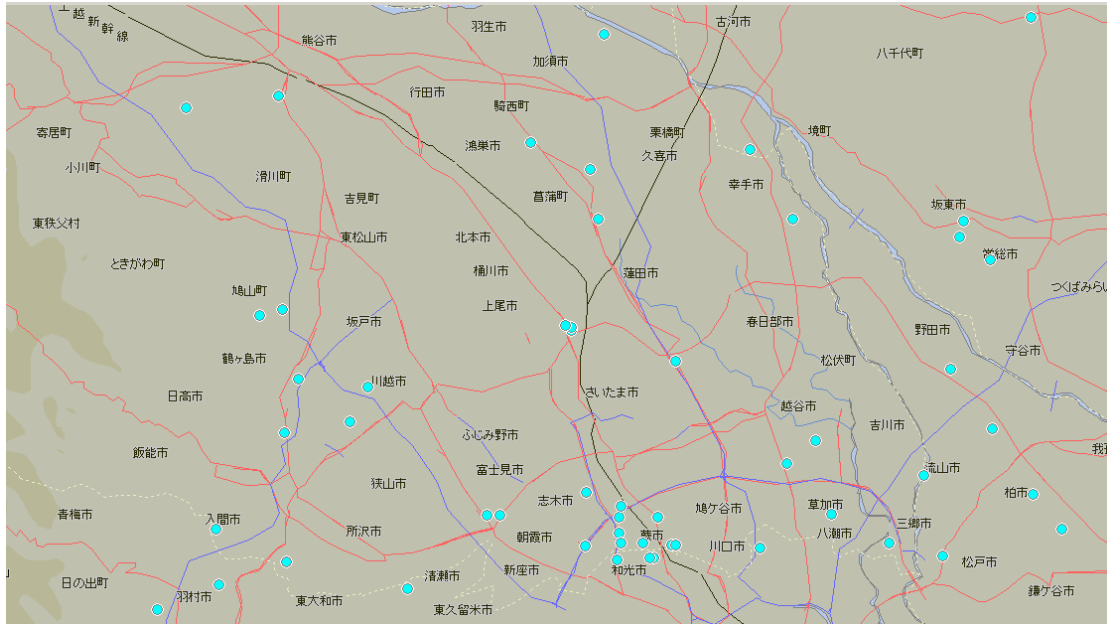 上越新幹線
熊谷市
羽生市
古河市
加須市
八千代町
行田市
騎西町
寄居町
鴻巣市
栗橋町
境町
久喜市
小川町
滑川町
幸手市
吉見町
菖蒲町
坂東市
東秩父村
東松山市
北本市
常総市
ときがわ町
桶川市
蓮田市
つくばみらい
鳩山町
上尾市
坂戸市
春日部市
野田市
鶴ヶ島市
松伏町
守谷市
川越市
日高市
さいたま市
越谷市
吉川市
ふじみ野市
飯能市
富士見市
我孫
流山市
狭山市
志木市
柏市
青梅市
入間市
鳩ケ谷市
草加市
所沢市
朝霞市
蕨市
八潮市
三郷市
川口市
日の出町
清瀬市
新座市
和光市
松戸市
羽村市
東大和市
東久留米市
鎌ケ谷市